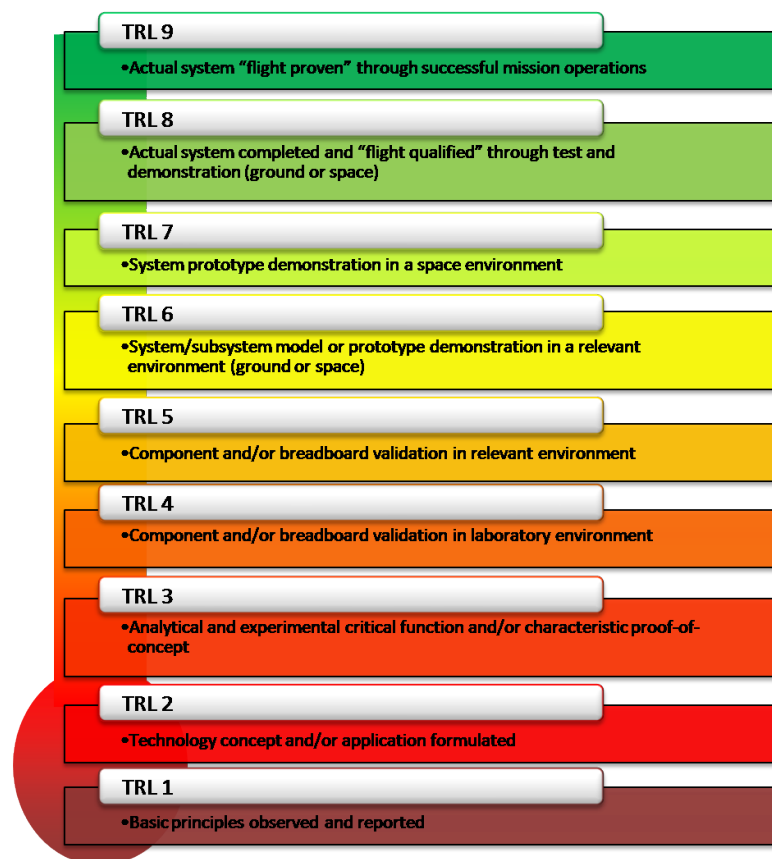 TRL 9
•Actual system “flight proven” through successful mission operations
TRL 8
•Actual system completed and “flight qualified” through test and
demonstration (ground or space)
TRL 7
•System prototype demonstration in a space environment
TRL 6
•System/subsystem model or prototype demonstration in a relevant
environment (ground or space)
TRL 5
•Component and/or breadboard validation in relevant environment
TRL 4
•Component and/or breadboard validation in laboratory environment
TRL 3
•Analytical and experimental critical function and/or characteristic proof-of-
concept
TRL 2
•Technology concept and/or application formulated
TRL 1
•Basic principles observed and reported